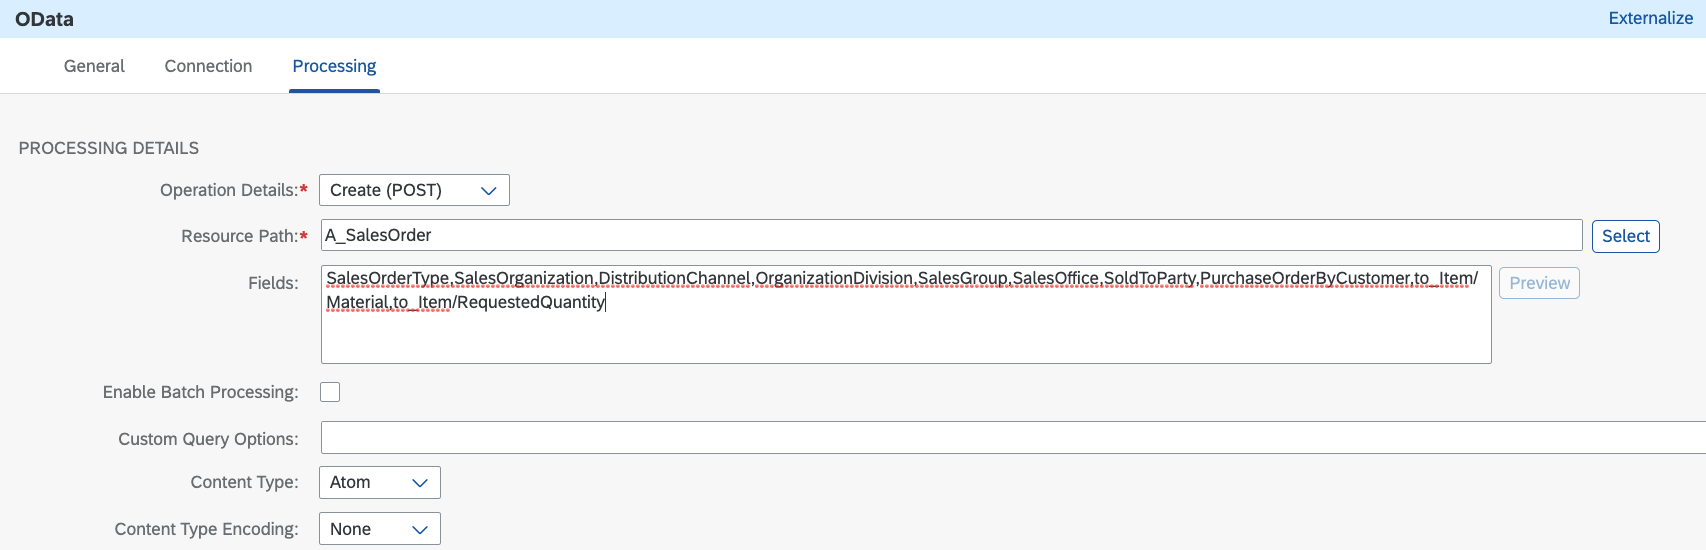 OData
Externalize
General Connection Processing
PROCESSING DETAILS
Operation Details:* Create (POST)
Resource Path:* A_SalesOrder Select
Fields: SalesOrderType,SalesOrganization,DistributionChannel,OrganizationDivision,SalesGroup,SalesOffice,SoldToParty,PurchaseOrderByCustomer,to_Item/ Preview
Material,to_Item/RequestedQuantity
Enable Batch Processing:
Custom Query Options:
Content Type: Atom
Content Type Encoding: None